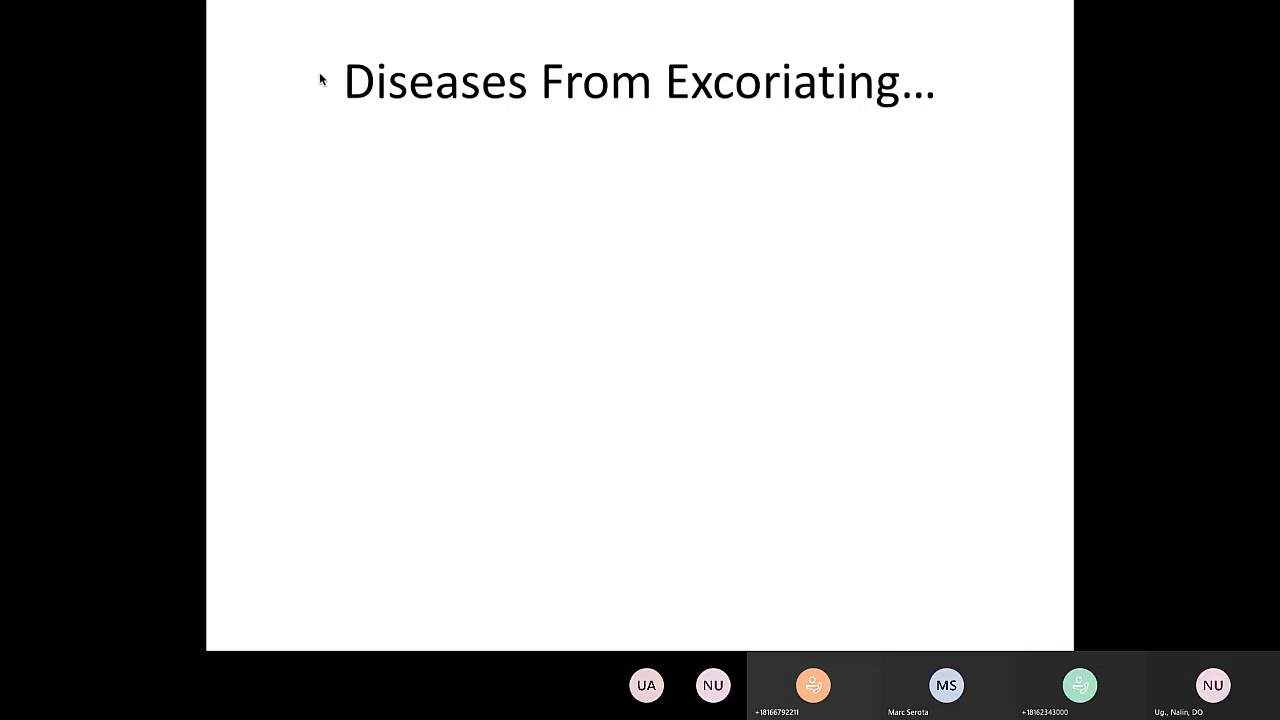 Diseases From Excoriating...
UA
NU
MS
NU
+18166792211
Marc Serota
+18162343000
Ug., Nalin, DO